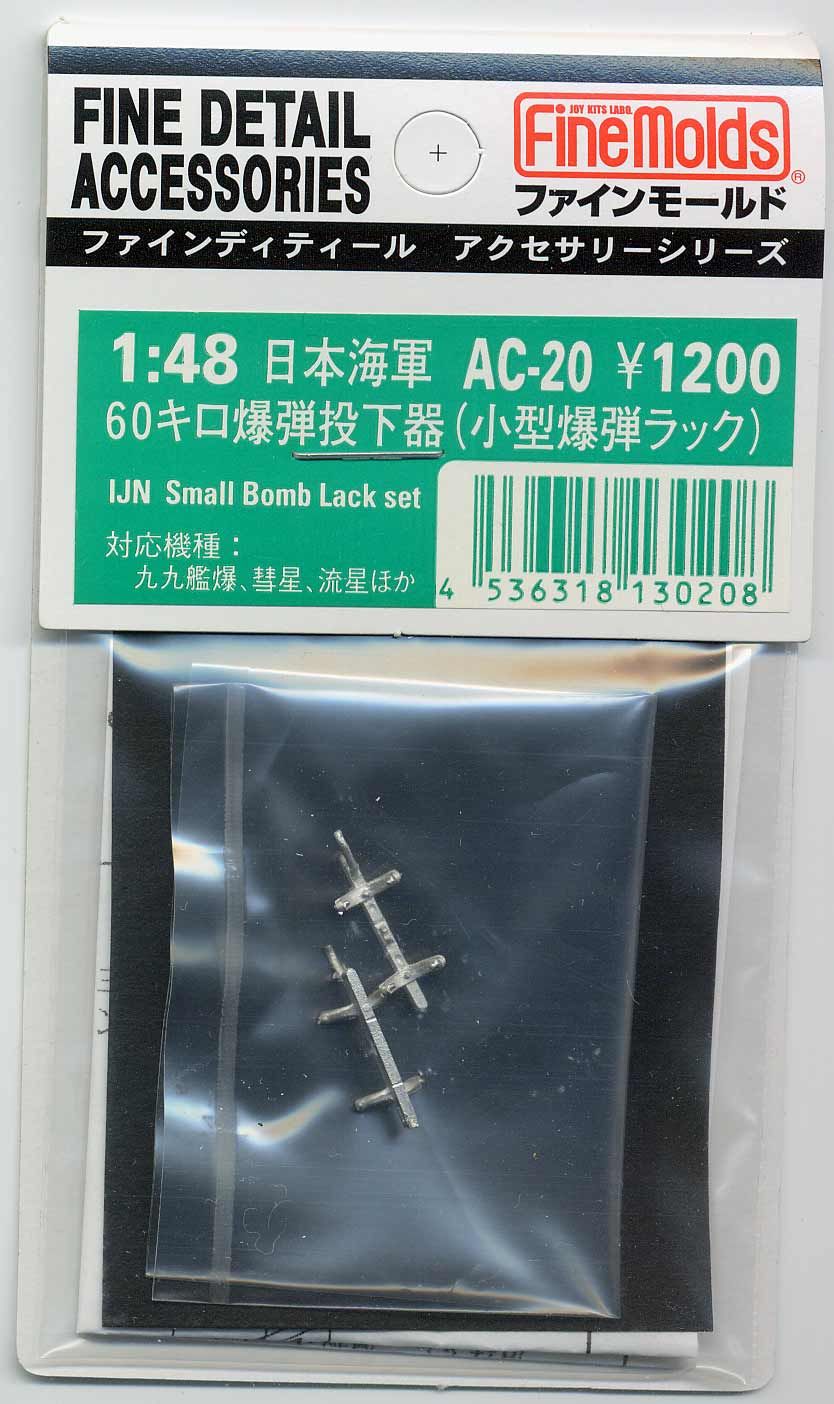 FINE DETAIL
ACCESSORIES
JOY KITS LABO.
FineMolds
®
ファインモールド
ファインディティール アクセサリーシリーズ
1:48 日本海軍 AC-20 ¥1200
60キロ爆弾投下器(小型爆弾ラック)
IJN Small Bomb Lack set
対応機種:
九九艦爆、彗星、流星ほか
4 536318 130208